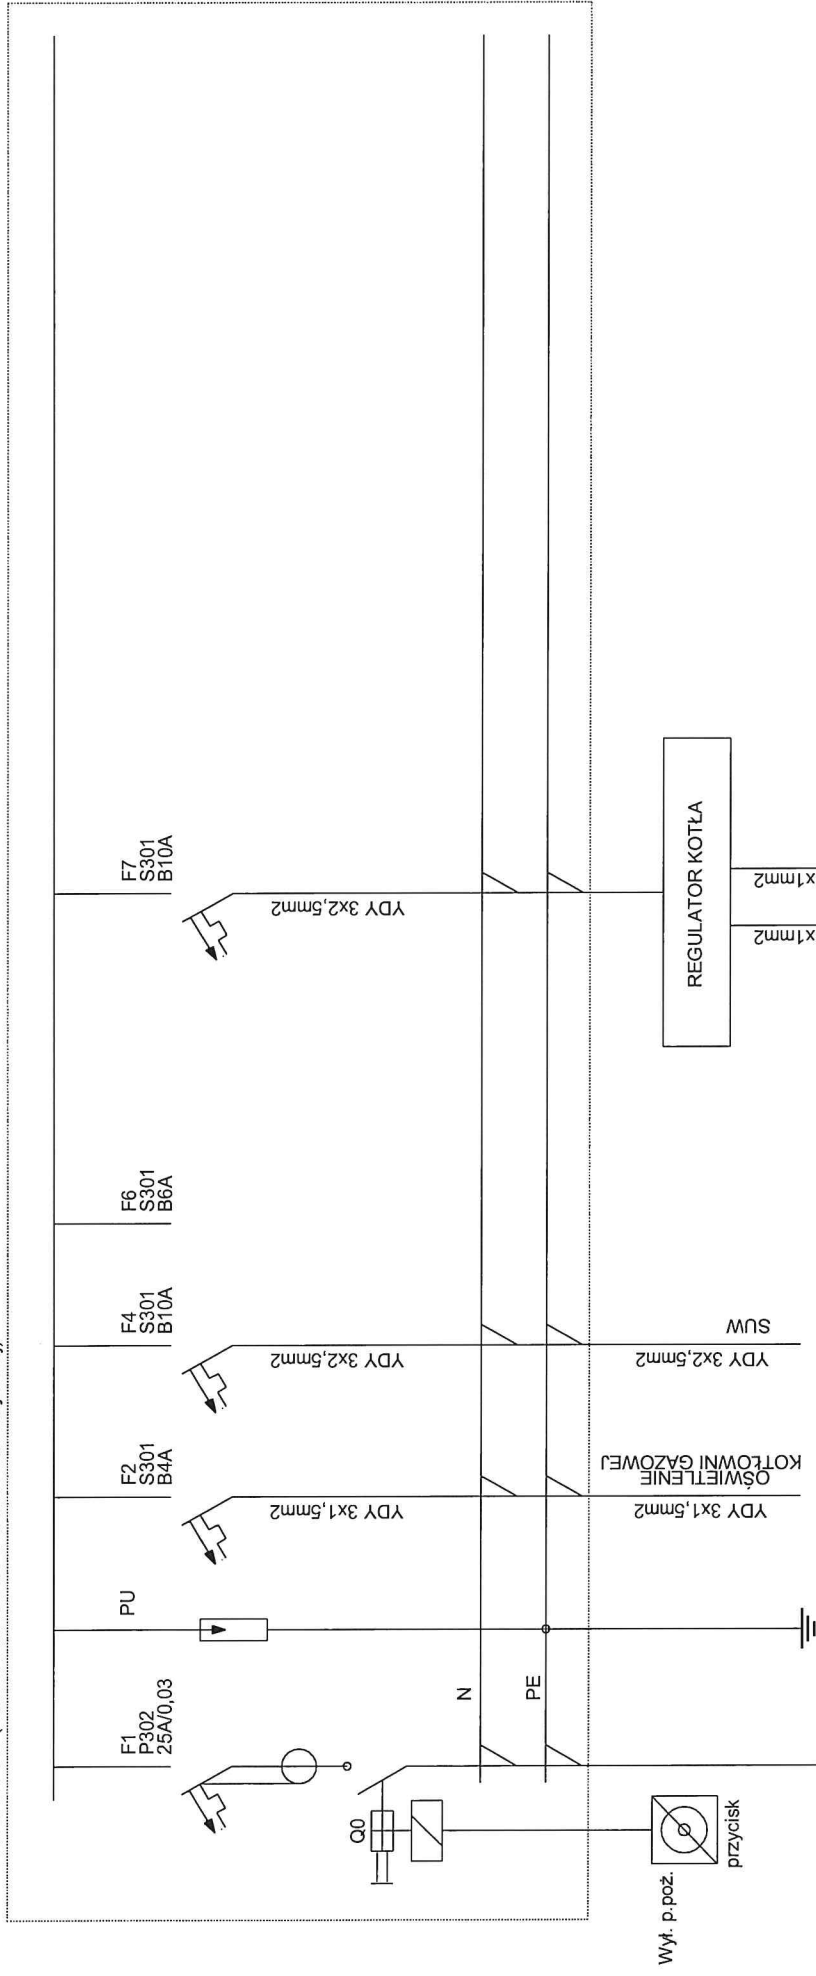 F1
P302
25A/0,03
PU
F2
S301
B4A
F4
S301
B10A
F6
S301
B6A
F7
S301
B10A
YDY 3x1,5mm2
YDY 3x2,5mm2
YDY 3x2,5mm2
Q0
N
PE
YDY 3x1,5mm2
OŚWIETLENIE
KOTŁOWNI GAZOWEJ
YDY 3x2,5mm2
SUW
REGULATOR KOTŁA
x1mm2
x1mm2
Wył. p.poż.
przycisk